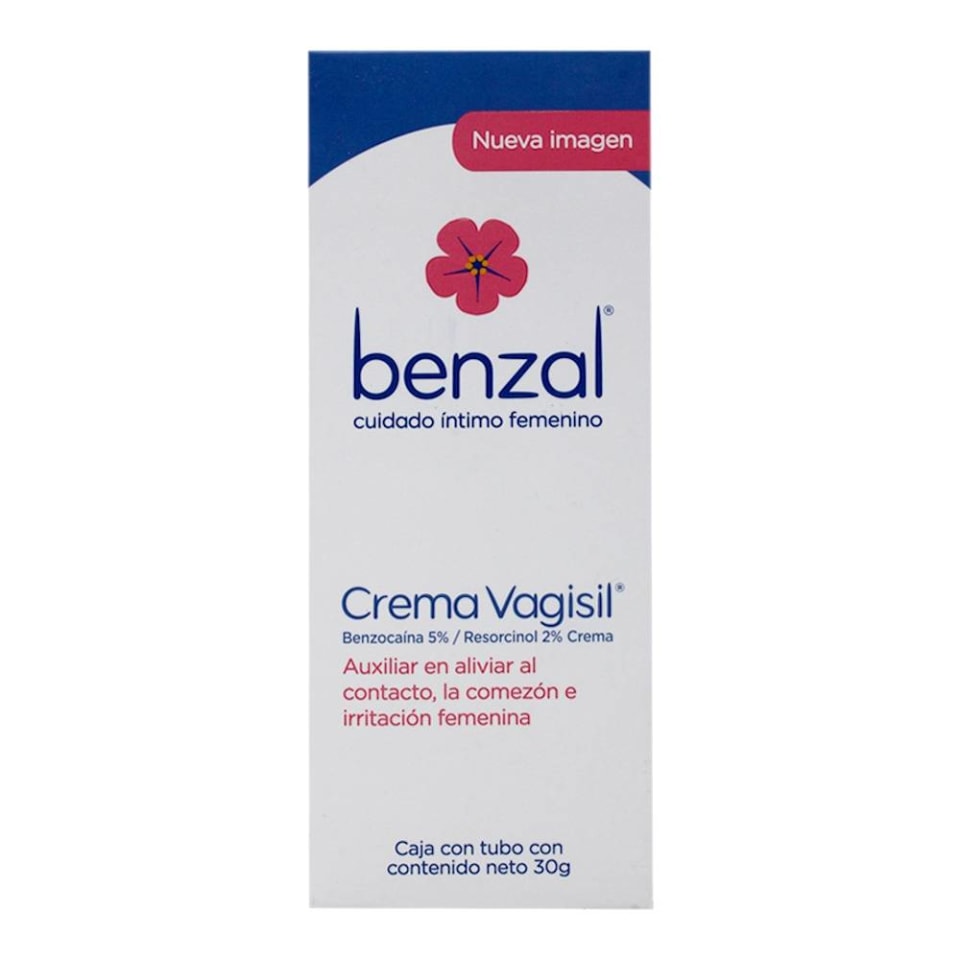 Nueva imagen
benzal®
cuidado íntimo femenino
Crema Vagisil®
Benzocaína 5% / Resorcinol 2% Crema
Auxiliar en aliviar al
contacto, la comezón e
irritación femenina
Caja con tubo con
contenido neto 30g